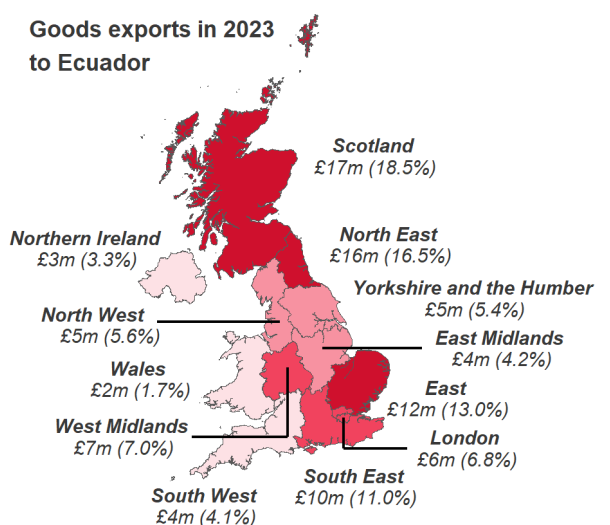 Goods exports in 2023
to Ecuador
Scotland
£17m (18.5%)
Northern Ireland
£3m (3.3%)
North East
£16m (16.5%)
Yorkshire and the Humber
£5m (5.4%)
North West
£5m (5.6%)
East Midlands
£4m (4.2%)
Wales
£2m (1.7%)
East
£12m (13.0%)
West Midlands
£7m (7.0%)
London
£6m (6.8%)
South East
£10m (11.0%)
South West
£4m (4.1%)